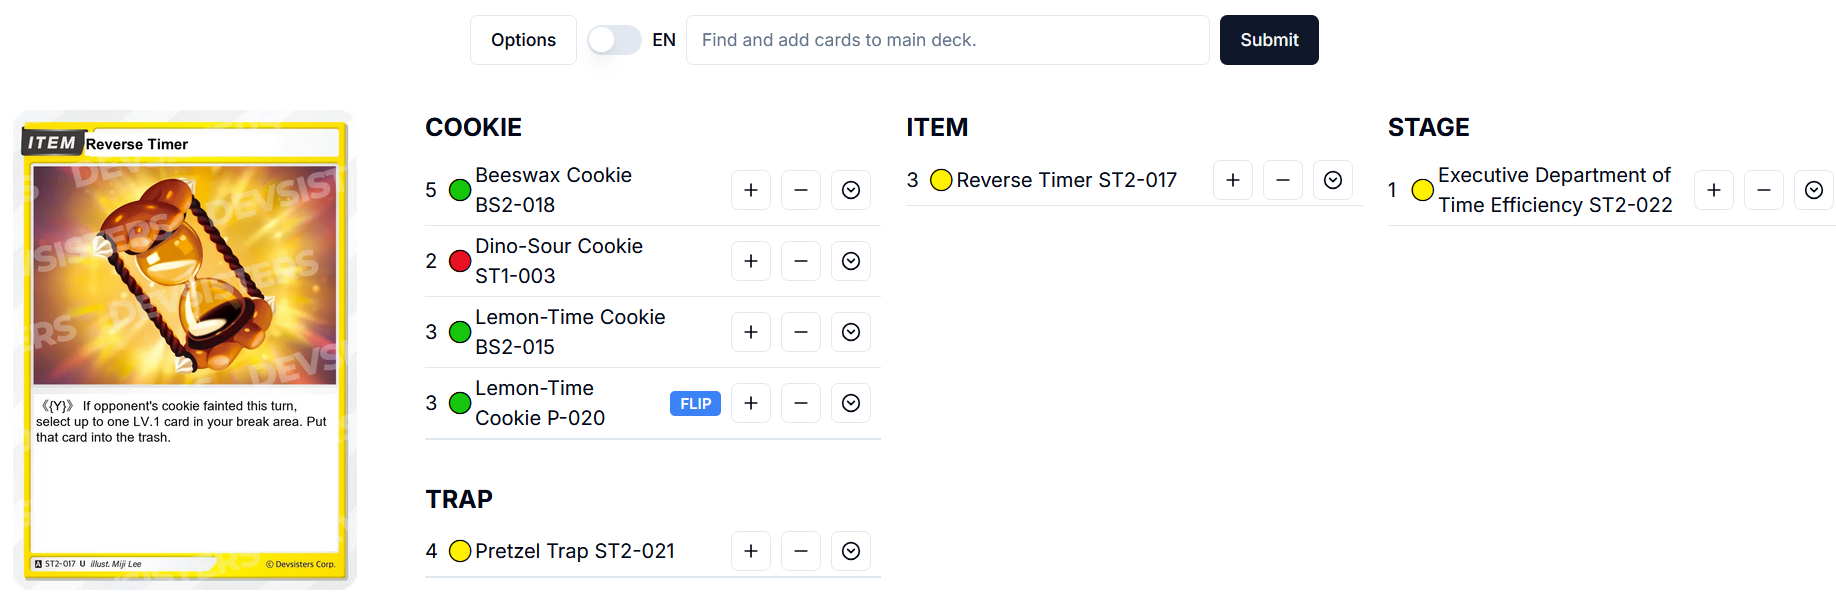 Options
EN
Find and add cards to main deck.
Submit
ITEM
Reverse Timer
DEVSISTERS
《{Y}》 If opponent's cookie fainted this turn,
select up to one LV.1 card in your break area. Put
that card into the trash.
A ST2-017 U illust. Miji Lee
© Devsisters Corp.
COOKIE
5
Beeswax Cookie
BS2-018
2
Dino-Sour Cookie
ST1-003
3
Lemon-Time Cookie
BS2-015
3
Lemon-Time
Cookie P-020
FLIP
TRAP
4
Pretzel Trap ST2-021
ITEM
3
Reverse Timer ST2-017
STAGE
1
Executive Department of
Time Efficiency ST2-022